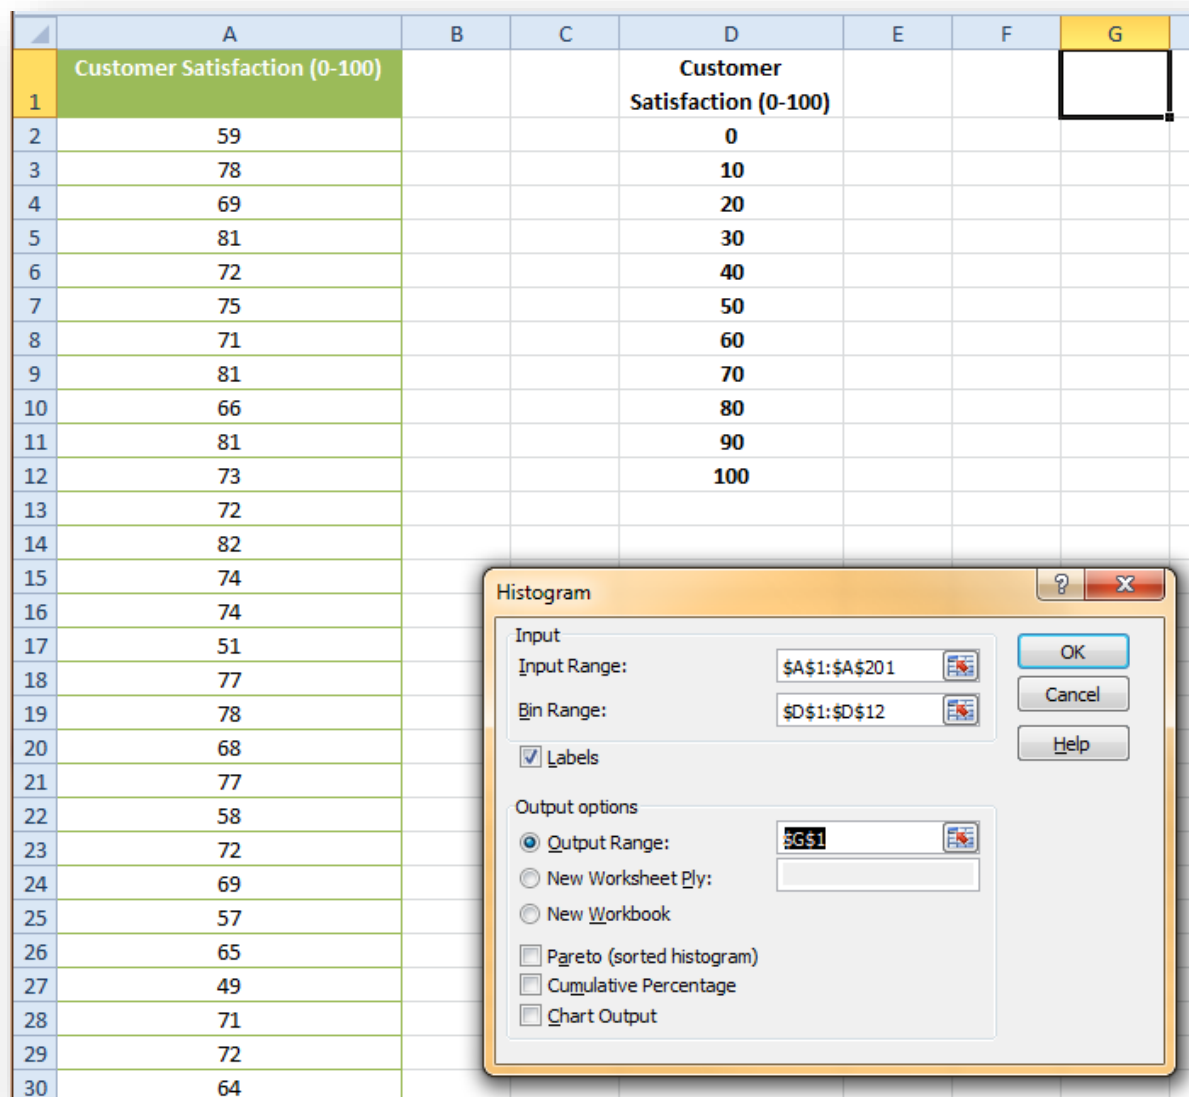 A B C D E F G
Customer Satisfaction (0-100) Customer
1 Satisfaction (0-100)
2 59 0
3 78 10
4 69 20
5 81 30
6 72 40
7 75 50
8 71 60
9 81 70
10 66 80
11 81 90
12 73 100
13 72
14 82
15 74
16 74
17 51
18 77
19 78
20 68
21 77
22 58
23 72
24 69
25 57
26 65
27 49
28 71
29 72
30 64
Histogram ? X
Input
Input Range: $A$1:$A$201 OK
Bin Range: $D$1:$D$12 Cancel
Labels Help
Output options
Output Range: $G$1
New Worksheet Ply:
New Workbook
Pareto (sorted histogram)
Cumulative Percentage
Chart Output